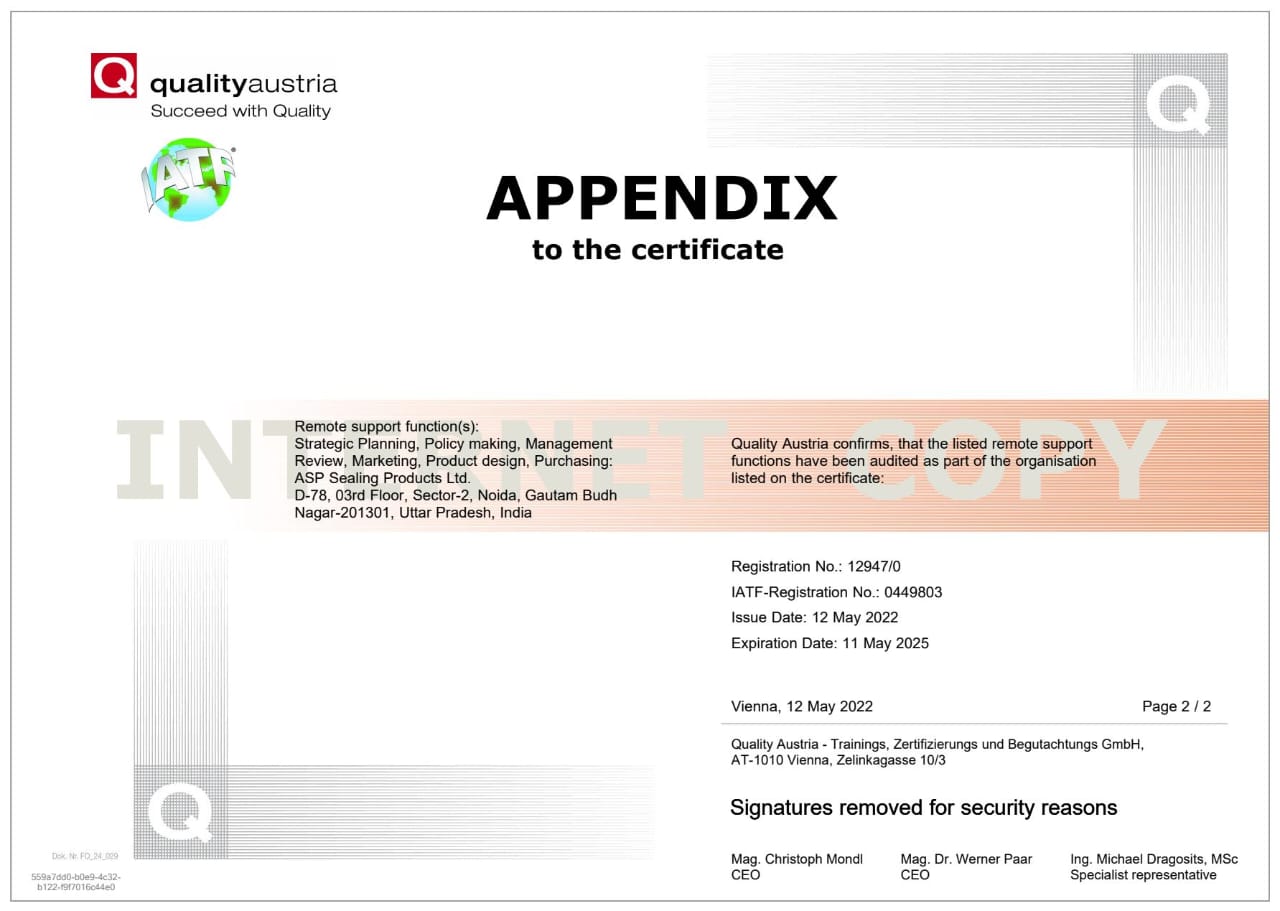 Q
qualityaustria
Succeed with Quality
IATF
Q
APPENDIX
to the certificate
INTERNET COPY
Remote support function(s):
Strategic Planning, Policy making, Management
Review, Marketing, Product design, Purchasing:
ASP Sealing Products Ltd.
D-78, 03rd Floor, Sector-2, Noida, Gautam Budh
Nagar-201301, Uttar Pradesh, India
Quality Austria confirms, that the listed remote support
functions have been audited as part of the organisation
listed on the certificate:
Registration No.: 12947/0
IATF-Registration No.: 0449803
Issue Date: 12 May 2022
Expiration Date: 11 May 2025
Vienna, 12 May 2022 Page 2 / 2
Quality Austria - Trainings, Zertifizierungs und Begutachtungs GmbH,
AT-1010 Vienna, Zelinkagasse 10/3
Signatures removed for security reasons
Mag. Christoph Mondl Mag. Dr. Werner Paar Ing. Michael Dragosits, MSc
CEO CEO Specialist representative
Q
Dok. Nr. FO_24_029
559a7dd0-b0e9-4c32-
b122-f9f7016c44e0